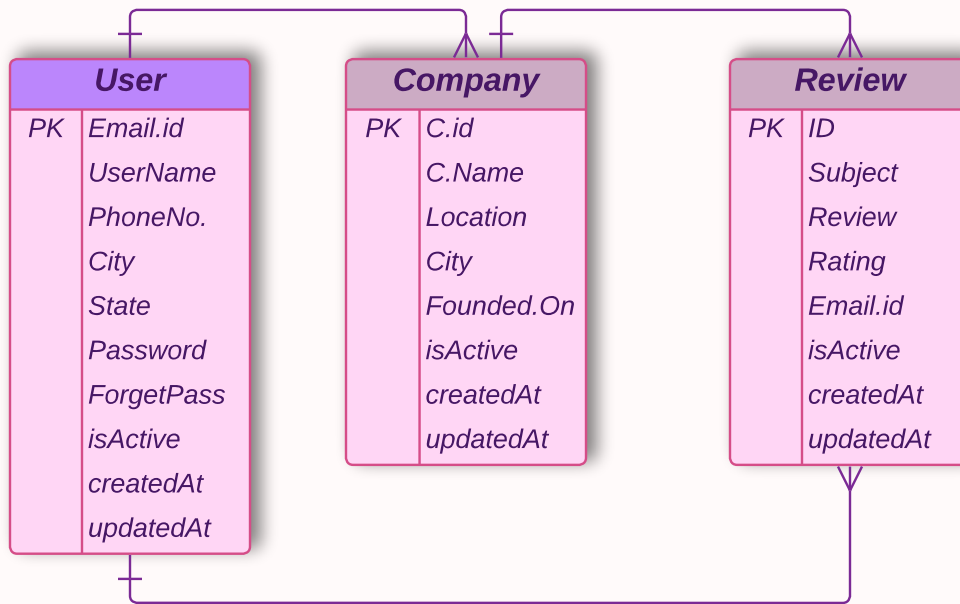 User
PK Email.id
UserName
PhoneNo.
City
State
Password
ForgetPass
isActive
createdAt
updatedAt
Company
PK C.id
C.Name
Location
City
Founded.On
isActive
createdAt
updatedAt
Review
PK ID
Subject
Review
Rating
Email.id
isActive
createdAt
updatedAt